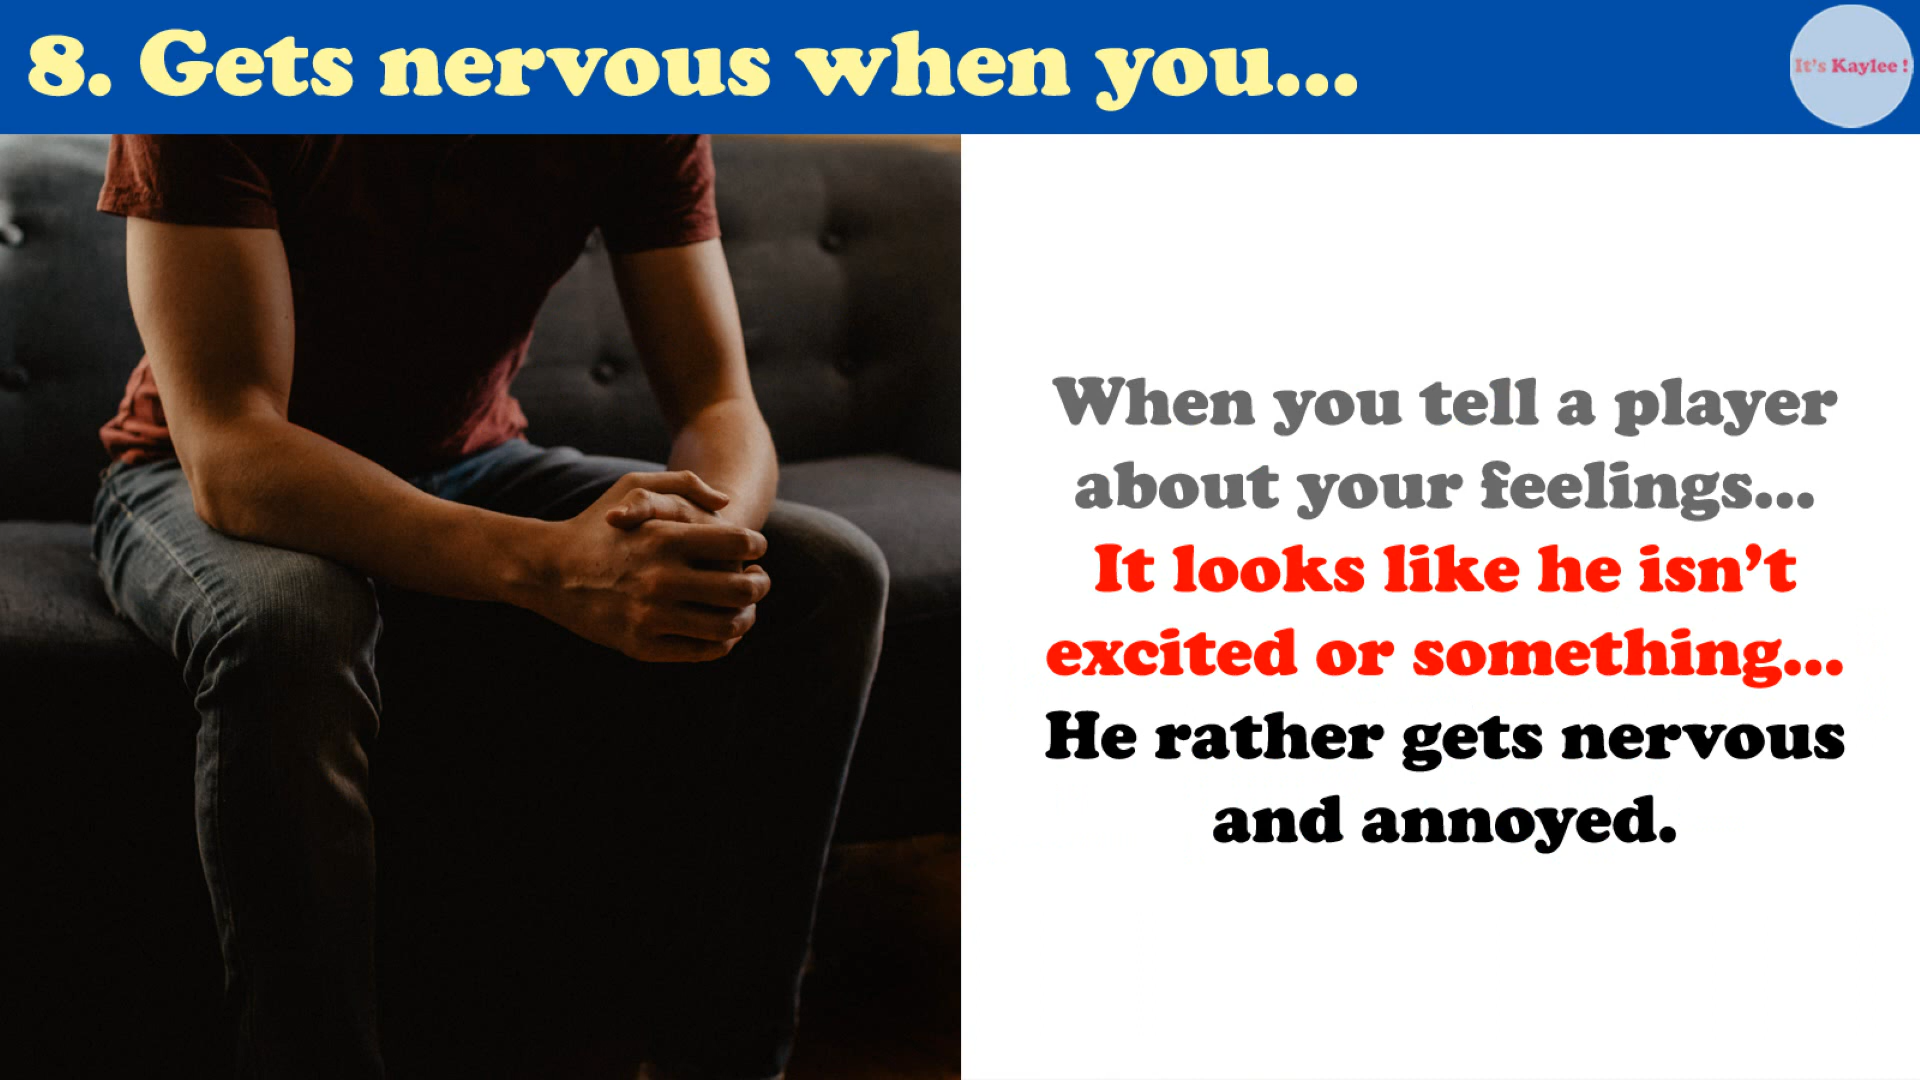 8. Gets nervous when you...
It's Kaylee !
When you tell a player
about your feelings...
It looks like he isn’t
excited or something...
He rather gets nervous
and annoyed.